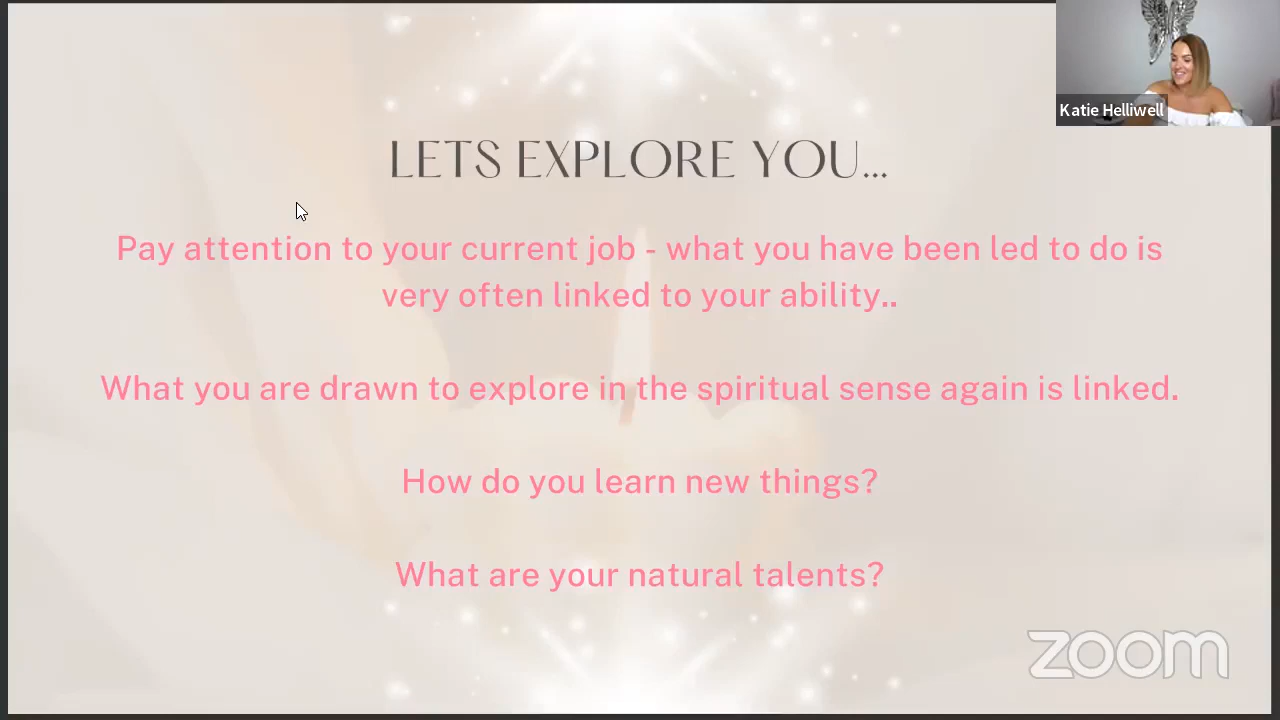 Katie Helliwell
LETS EXPLORE YOU...
Pay attention to your current job - what you have been led to do is
very often linked to your ability..
What you are drawn to explore in the spiritual sense again is linked.
How do you learn new things?
What are your natural talents?
zoom